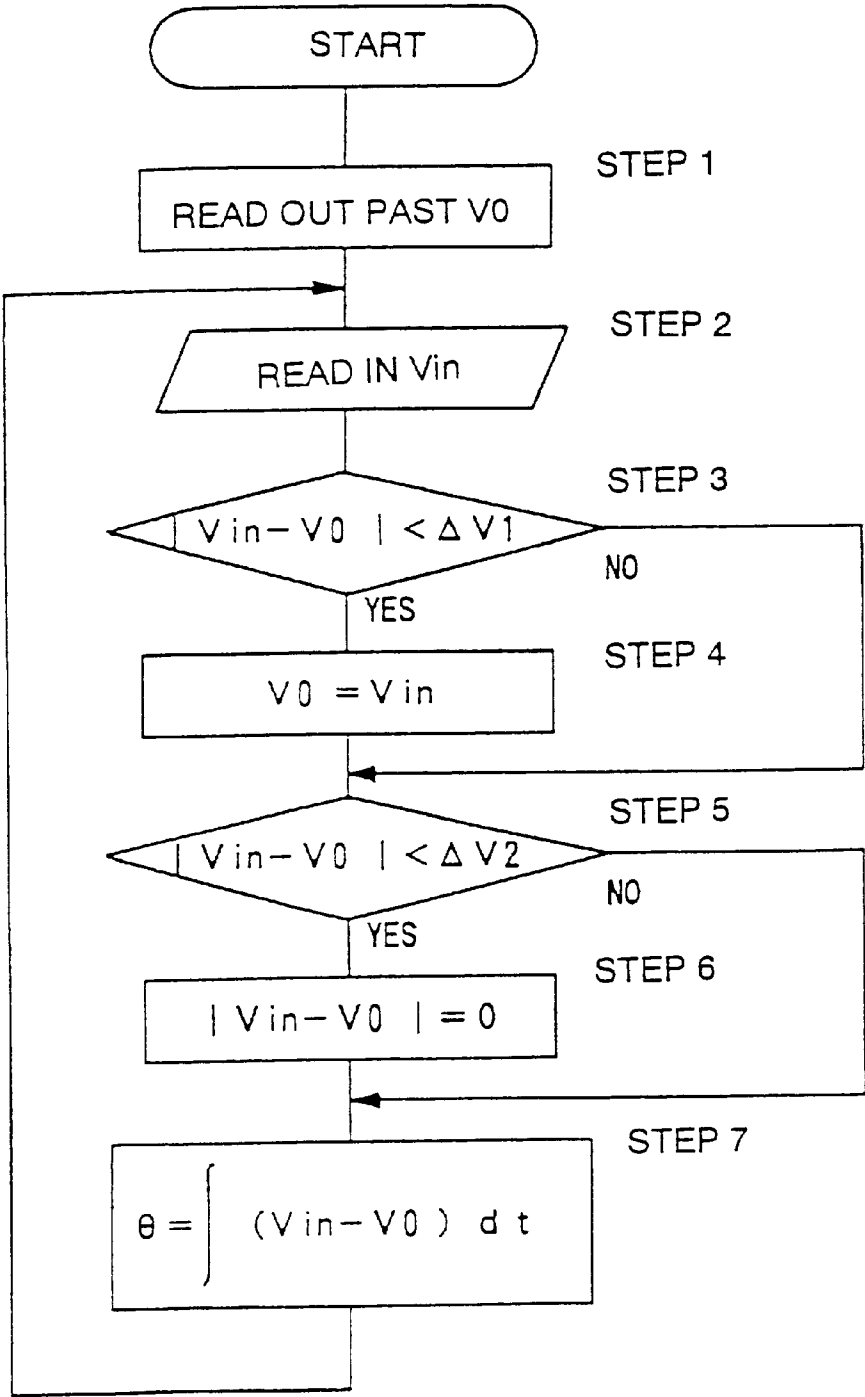 START
STEP 1
READ OUT PAST V0
STEP 2
READ IN Vin
STEP 3
| Vin-V0 | < Δ V1
NO
YES
STEP 4
V0 = Vin
STEP 5
| Vin-V0 | < Δ V2
NO
YES
STEP 6
| Vin-V0 | = 0
STEP 7
θ = ∫ (Vin-V0) dt